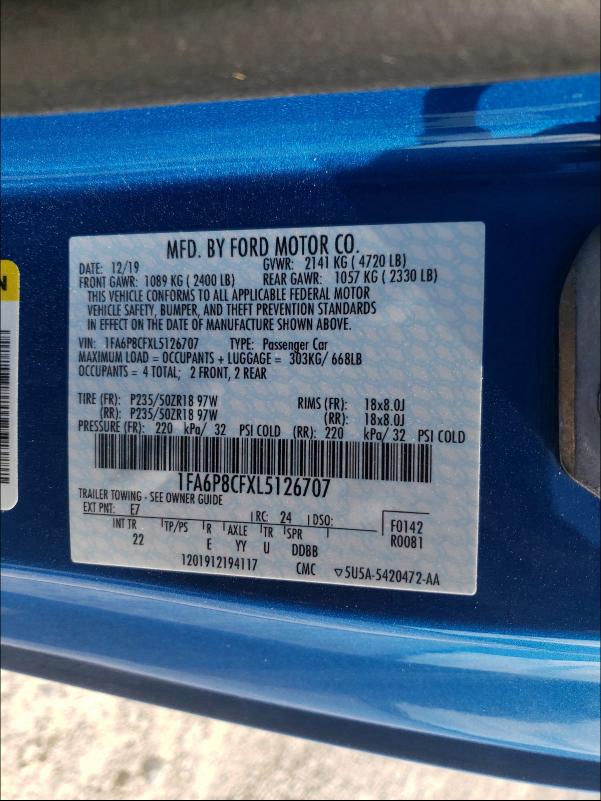 MFD. BY FORD MOTOR CO.
DATE: 12/19 GVWR: 2141 KG ( 4720 LB)
FRONT GAWR: 1089 KG ( 2400 LB) REAR GAWR: 1057 KG ( 2330 LB)
THIS VEHICLE CONFORMS TO ALL APPLICABLE FEDERAL MOTOR
VEHICLE SAFETY, BUMPER, AND THEFT PREVENTION STANDARDS
IN EFFECT ON THE DATE OF MANUFACTURE SHOWN ABOVE.
VIN: 1FA6P8CFXL5126707 TYPE: Passenger Car
MAXIMUM LOAD = OCCUPANTS + LUGGAGE = 303KG/ 668LB
OCCUPANTS = 4 TOTAL; 2 FRONT, 2 REAR
TIRE (FR): P235/50ZR18 97W RIMS (FR): 18x8.0J
(RR): P235/50ZR18 97W (RR): 18x8.0J
PRESSURE (FR): 220 kPa/ 32 PSI COLD (RR): 220 kPa/ 32 PSI COLD
1FA6P8CFXL5126707
TRAILER TOWING - SEE OWNER GUIDE
EXT PNT: E7 RC: 24 DSO: F0142
INT TR TP/PS R AXLE TR SPR R0081
22 E YY U DDBB
1201912194117 CMC ▽5U5A-5420472-AA
N